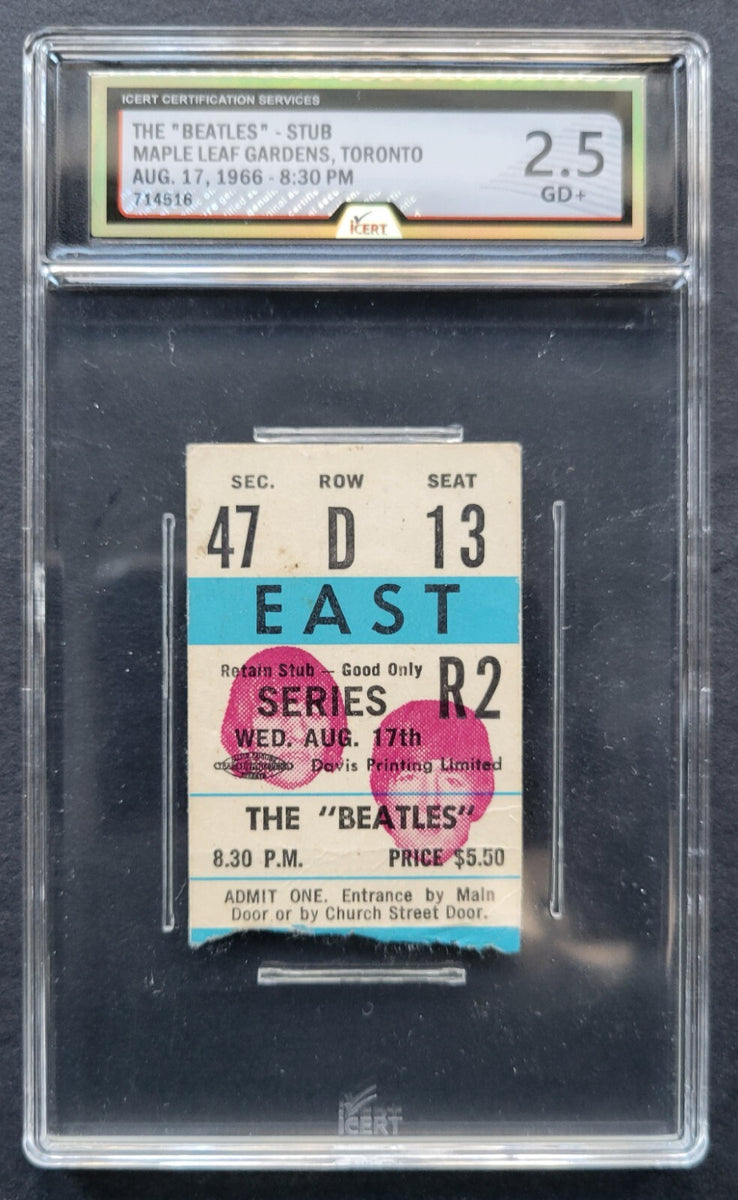 ICERT CERTIFICATION SERVICES
THE "BEATLES" - STUB
MAPLE LEAF GARDENS, TORONTO
AUG. 17, 1966 - 8:30 PM
714516
2.5
GD+
iCERT
SEC. ROW SEAT
47 D 13
EAST
Retain Stub — Good Only
SERIES R2
WED. AUG. 17th
Davis Printing Limited
THE "BEATLES"
8.30 P.M. PRICE $5.50
ADMIT ONE. Entrance by Main
Door or by Church Street Door.
iCERT